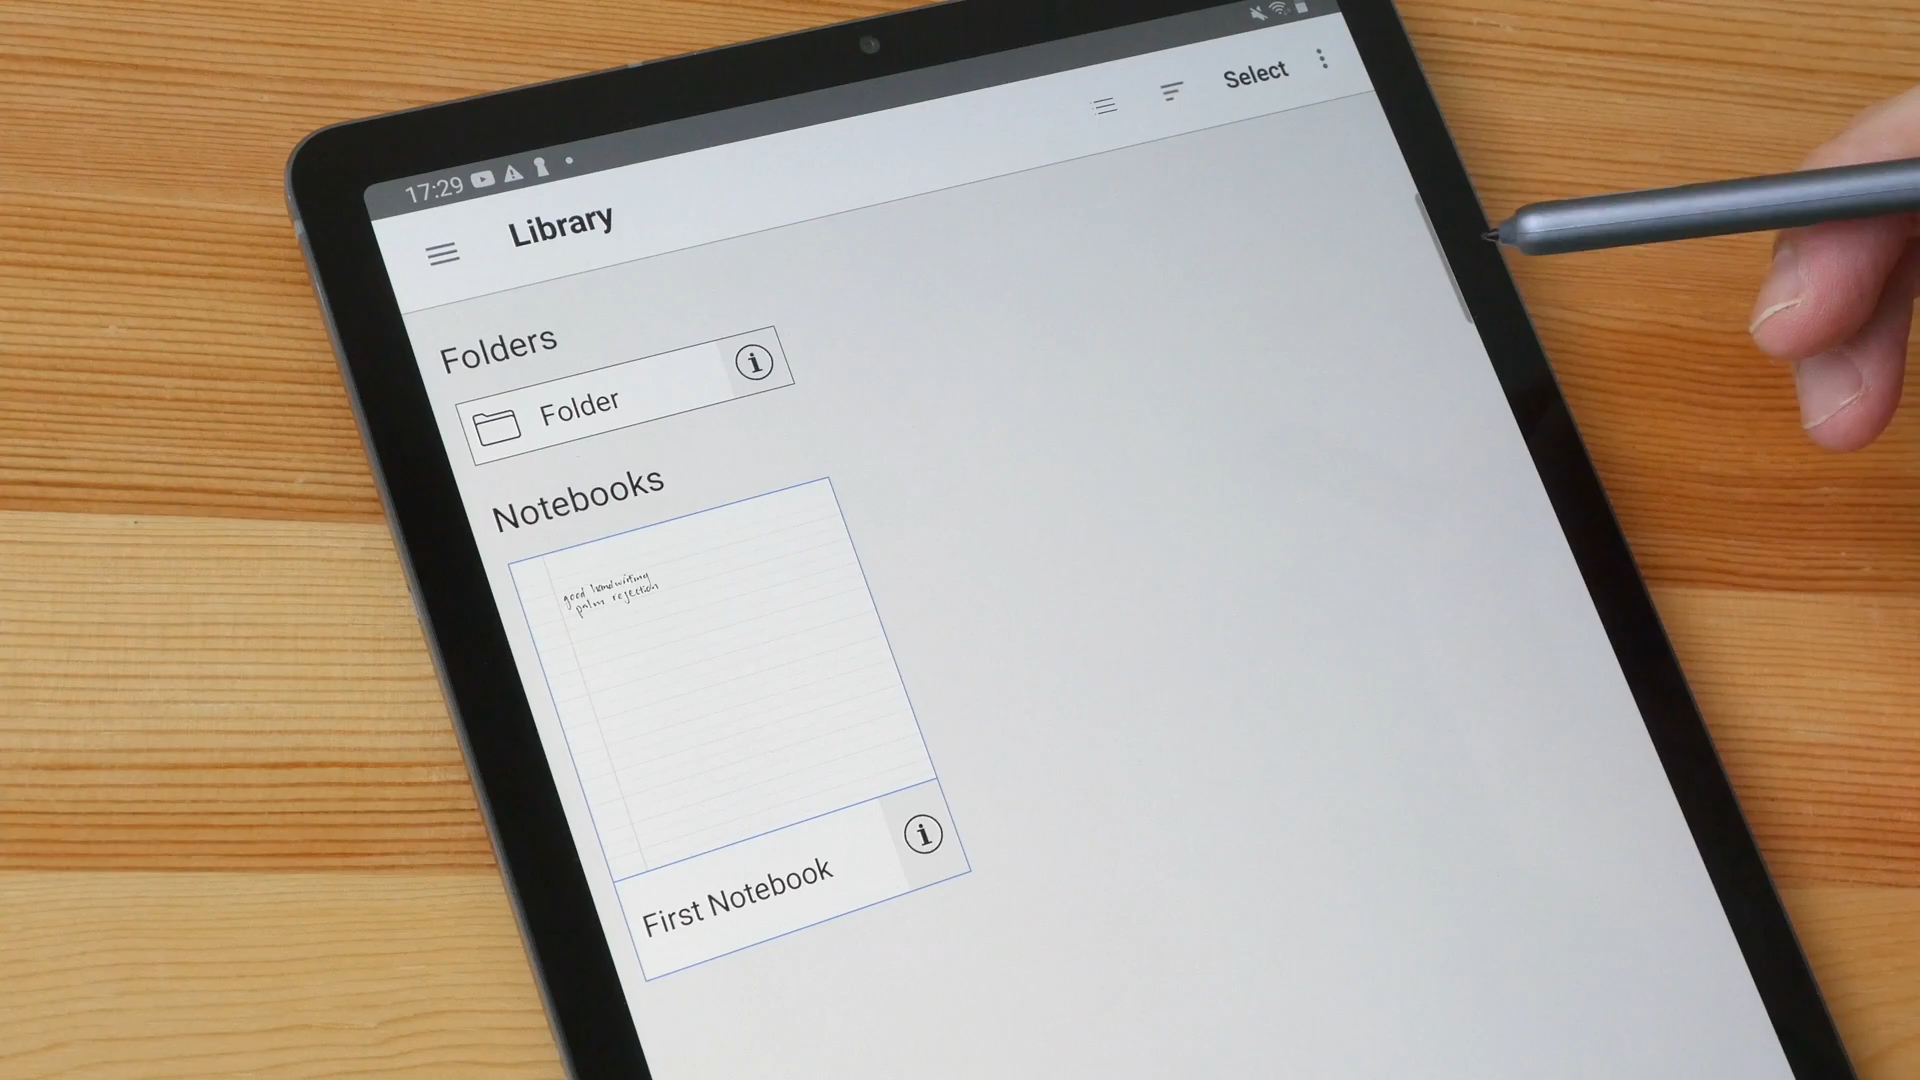 17:29
Select
Library
Folders
Folder
Notebooks
good handwriting
palm rejection
First Notebook